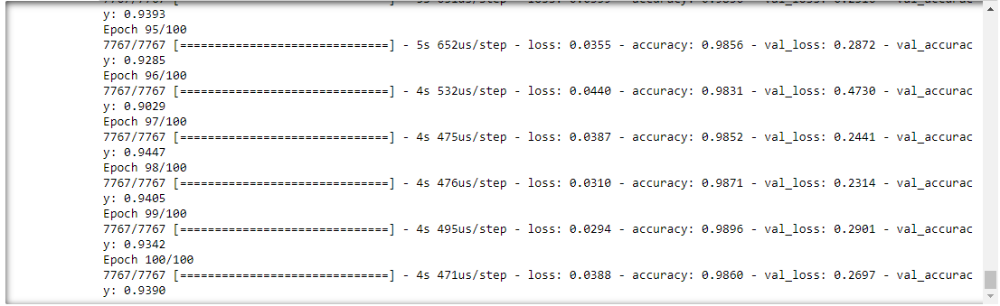 y: 0.9393
Epoch 95/100
7767/7767 [==============================] - 5s 652us/step - loss: 0.0355 - accuracy: 0.9856 - val_loss: 0.2872 - val_accurac
y: 0.9285
Epoch 96/100
7767/7767 [==============================] - 4s 532us/step - loss: 0.0440 - accuracy: 0.9831 - val_loss: 0.4730 - val_accurac
y: 0.9029
Epoch 97/100
7767/7767 [==============================] - 4s 475us/step - loss: 0.0387 - accuracy: 0.9852 - val_loss: 0.2441 - val_accurac
y: 0.9447
Epoch 98/100
7767/7767 [==============================] - 4s 476us/step - loss: 0.0310 - accuracy: 0.9871 - val_loss: 0.2314 - val_accurac
y: 0.9405
Epoch 99/100
7767/7767 [==============================] - 4s 495us/step - loss: 0.0294 - accuracy: 0.9896 - val_loss: 0.2901 - val_accurac
y: 0.9342
Epoch 100/100
7767/7767 [==============================] - 4s 471us/step - loss: 0.0388 - accuracy: 0.9860 - val_loss: 0.2697 - val_accurac
y: 0.9390